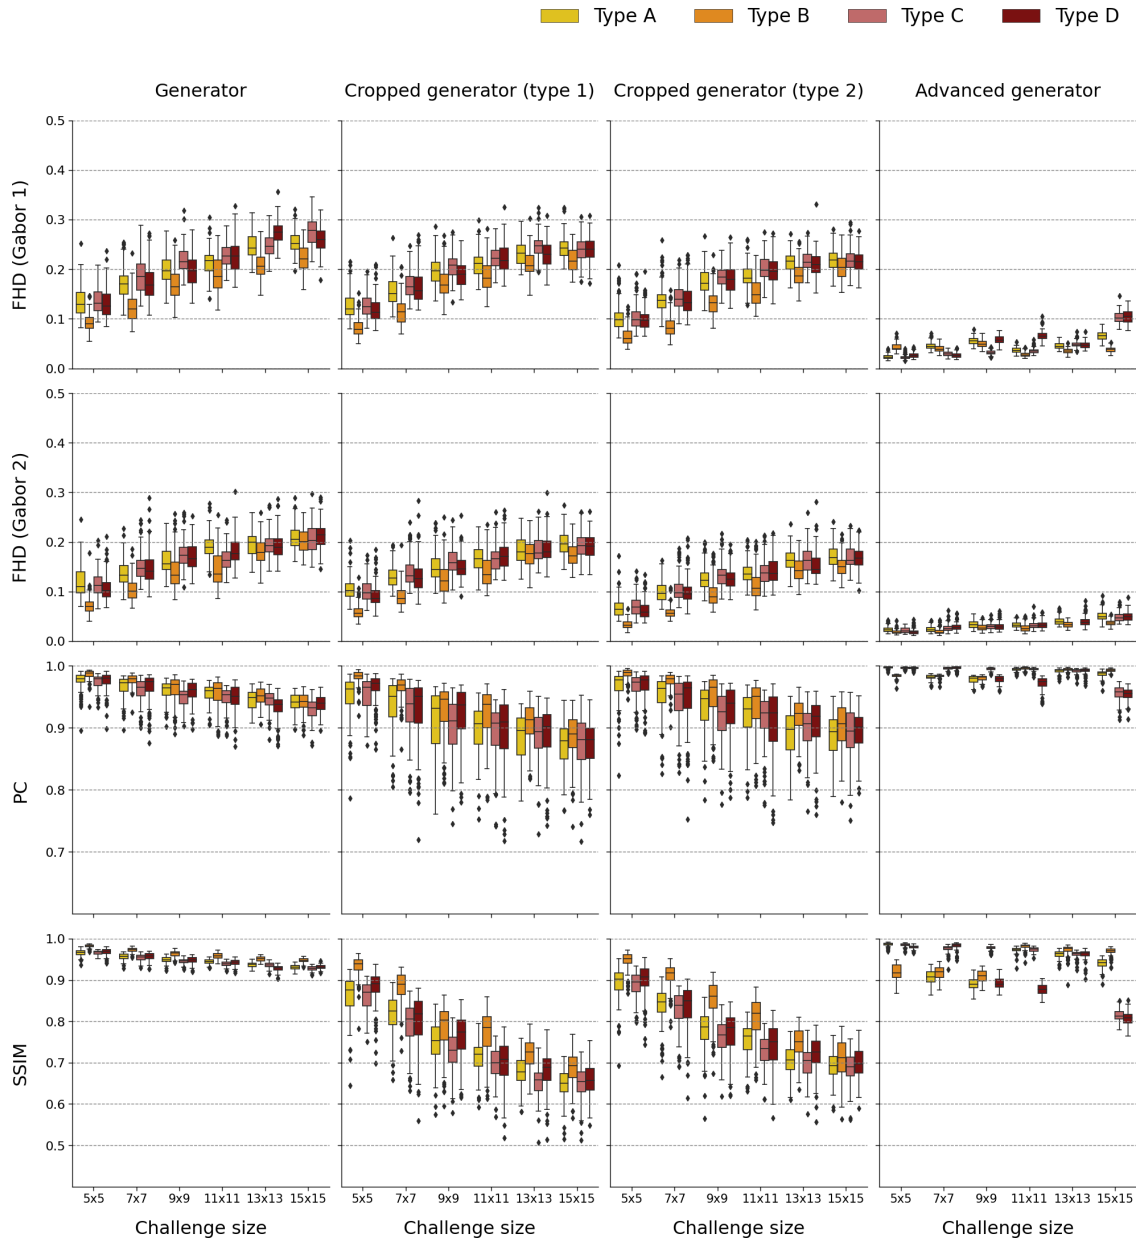 Type A Type B Type C Type D
Generator Cropped generator (type 1) Cropped generator (type 2) Advanced generator
FHD (Gabor 1)
0.5
0.4
0.3
0.2
0.1
0.0
FHD (Gabor 2)
0.5
0.4
0.3
0.2
0.1
0.0
PC
1.0
0.9
0.8
0.7
SSIM
1.0
0.9
0.8
0.7
0.6
0.5
5x5 7x7 9x9 11x11 13x13 15x15 5x5 7x7 9x9 11x11 13x13 15x15 5x5 7x7 9x9 11x11 13x13 15x15 5x5 7x7 9x9 11x11 13x13 15x15
Challenge size Challenge size Challenge size Challenge size